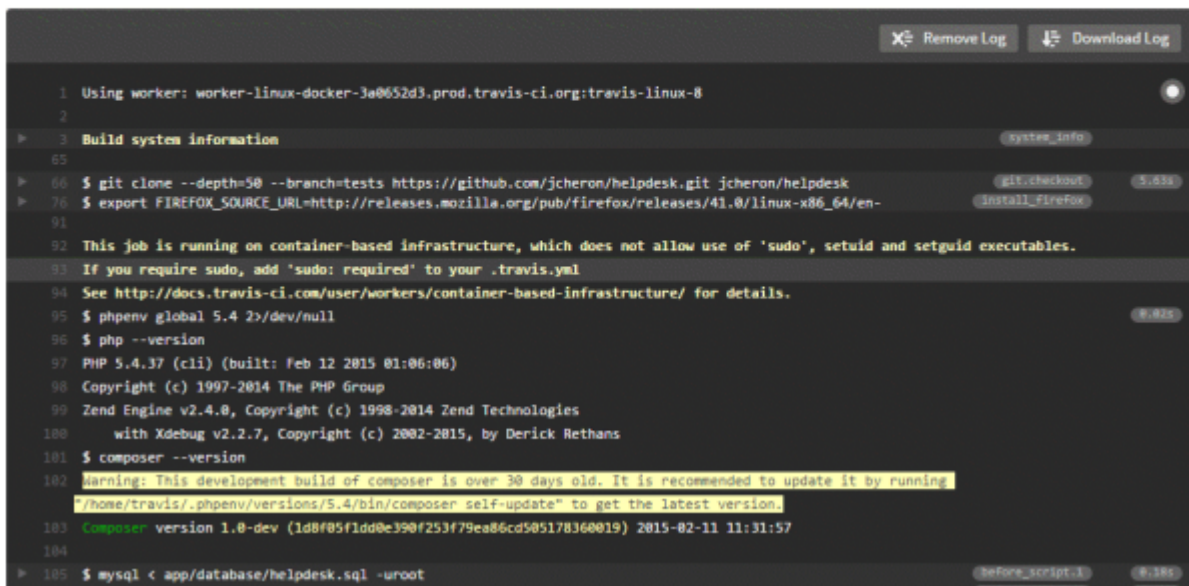 Remove Log Download Log
1 Using worker: worker-linux-docker-3a0652d3.prod.travis-ci.org:travis-linux-8
2
3 Build system information system_info
65
66 $ git clone --depth=50 --branch=tests https://github.com/jcheron/helpdesk.git jcheron/helpdesk git.checkout 5.63s
76 $ export FIREFOX_SOURCE_URL=http://releases.mozilla.org/pub/firefox/releases/41.0/linux-x86_64/en- install_firefox
91
92 This job is running on container-based infrastructure, which does not allow use of 'sudo', setuid and setguid executables.
93 If you require sudo, add 'sudo: required' to your .travis.yml
94 See http://docs.travis-ci.com/user/workers/container-based-infrastructure/ for details.
95 $ phpenv global 5.4 2>/dev/null 0.02s
96 $ php --version
97 PHP 5.4.37 (cli) (built: Feb 12 2015 01:06:06)
98 Copyright (c) 1997-2014 The PHP Group
99 Zend Engine v2.4.0, Copyright (c) 1998-2014 Zend Technologies
100 with Xdebug v2.2.7, Copyright (c) 2002-2015, by Derick Rethans
101 $ composer --version
102 Warning: This development build of composer is over 30 days old. It is recommended to update it by running
"/home/travis/.phpenv/versions/5.4/bin/composer self-update" to get the latest version.
103 Composer version 1.0-dev (1d8f05f1dd0e390f253f79ea86cd505178360019) 2015-02-11 11:31:57
104
105 $ mysql < app/database/helpdesk.sql -uroot before_script.1 0.18s